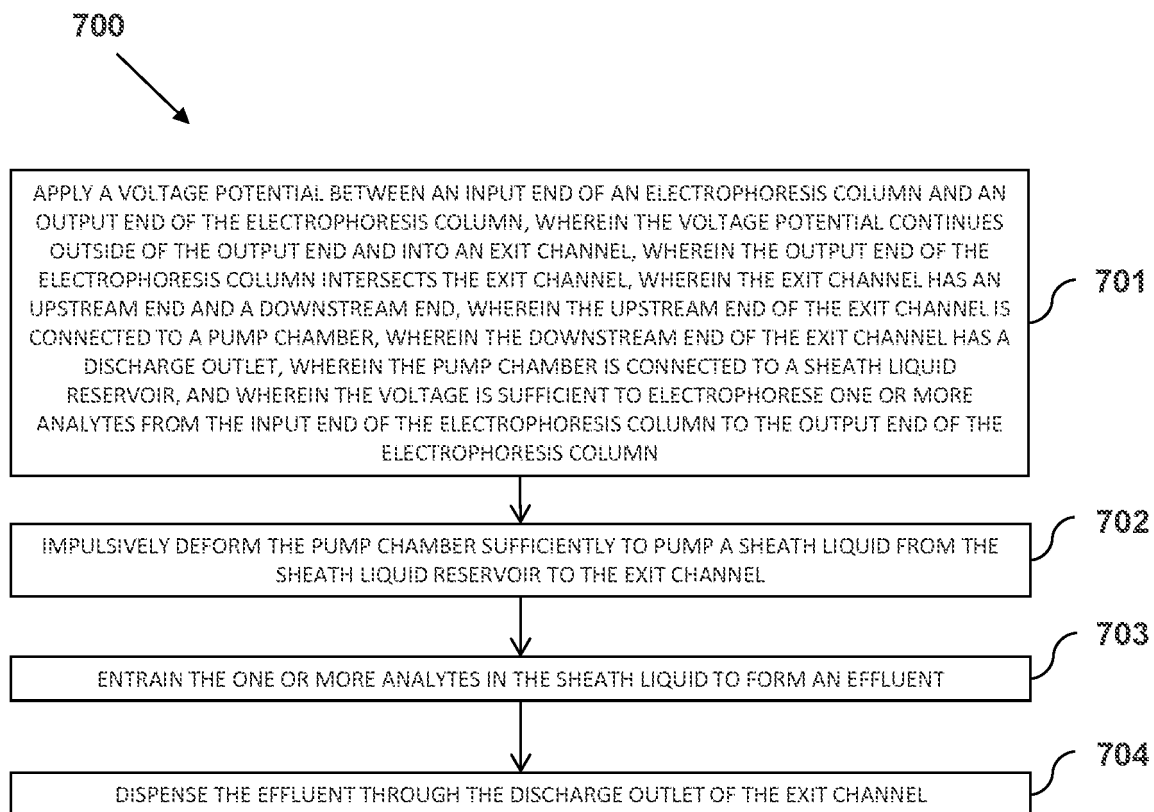 700
APPLY A VOLTAGE POTENTIAL BETWEEN AN INPUT END OF AN ELECTROPHORESIS COLUMN AND AN
OUTPUT END OF THE ELECTROPHORESIS COLUMN, WHEREIN THE VOLTAGE POTENTIAL CONTINUES
OUTSIDE OF THE OUTPUT END AND INTO AN EXIT CHANNEL, WHEREIN THE OUTPUT END OF THE
ELECTROPHORESIS COLUMN INTERSECTS THE EXIT CHANNEL, WHEREIN THE EXIT CHANNEL HAS AN
UPSTREAM END AND A DOWNSTREAM END, WHEREIN THE UPSTREAM END OF THE EXIT CHANNEL IS
CONNECTED TO A PUMP CHAMBER, WHEREIN THE DOWNSTREAM END OF THE EXIT CHANNEL HAS A
DISCHARGE OUTLET, WHEREIN THE PUMP CHAMBER IS CONNECTED TO A SHEATH LIQUID
RESERVOIR, AND WHEREIN THE VOLTAGE IS SUFFICIENT TO ELECTROPHORESE ONE OR MORE
ANALYTES FROM THE INPUT END OF THE ELECTROPHORESIS COLUMN TO THE OUTPUT END OF THE
ELECTROPHORESIS COLUMN
701
IMPULSIVELY DEFORM THE PUMP CHAMBER SUFFICIENTLY TO PUMP A SHEATH LIQUID FROM THE
SHEATH LIQUID RESERVOIR TO THE EXIT CHANNEL
702
ENTRAIN THE ONE OR MORE ANALYTES IN THE SHEATH LIQUID TO FORM AN EFFLUENT
703
DISPENSE THE EFFLUENT THROUGH THE DISCHARGE OUTLET OF THE EXIT CHANNEL
704